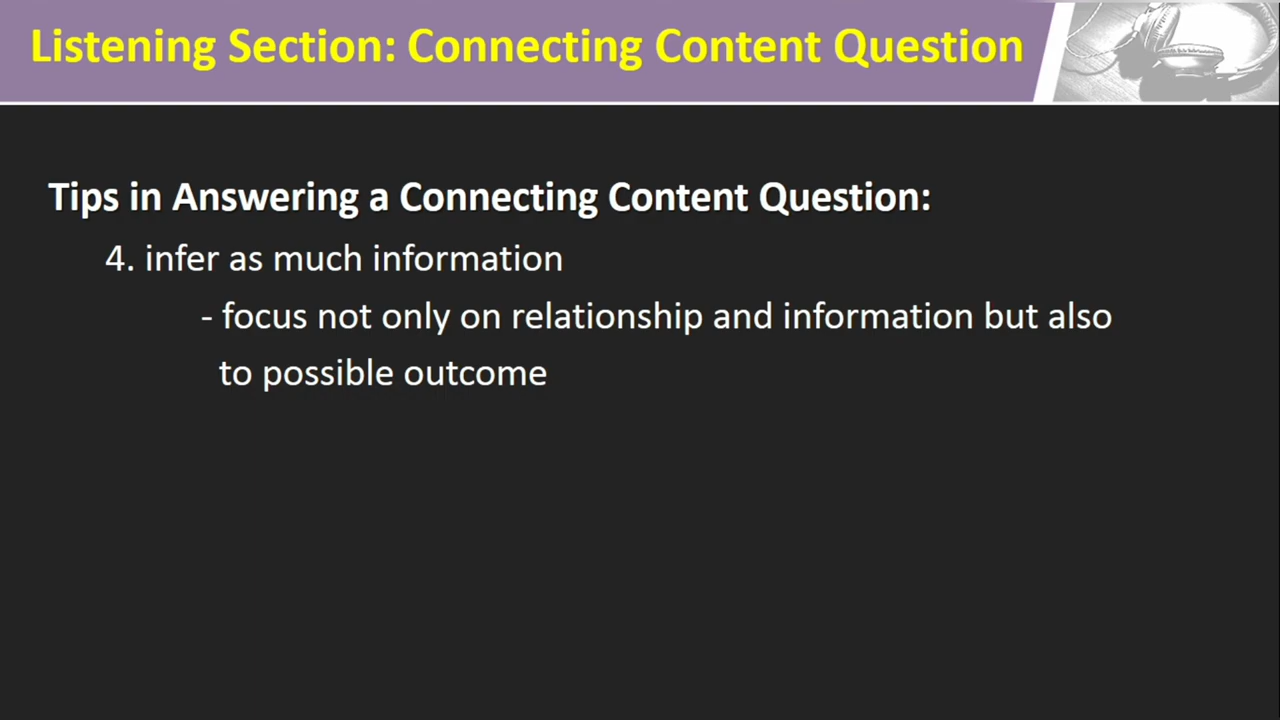 Listening Section: Connecting Content Question
Tips in Answering a Connecting Content Question:
4. infer as much information
- focus not only on relationship and information but also
to possible outcome